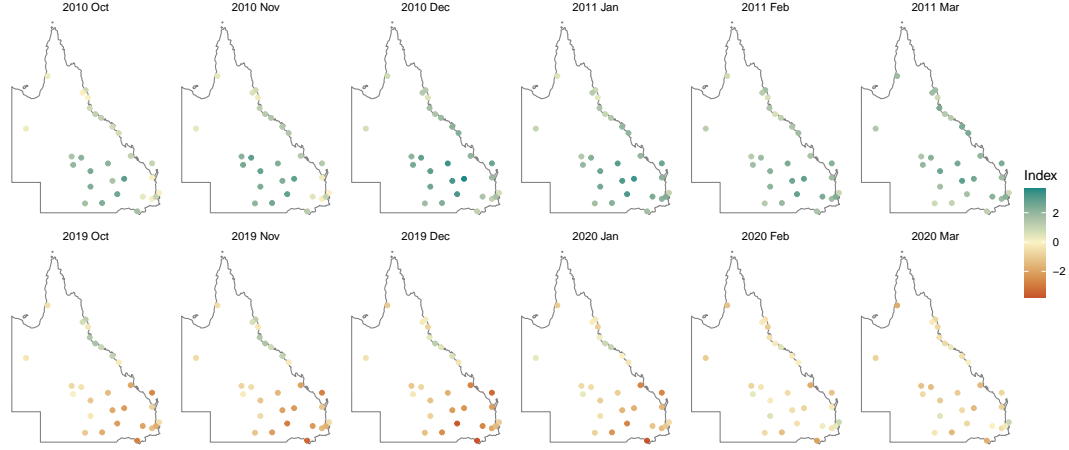 2010 Oct 2010 Nov 2010 Dec 2011 Jan 2011 Feb 2011 Mar
Index
2
0
−2
2019 Oct 2019 Nov 2019 Dec 2020 Jan 2020 Feb 2020 Mar